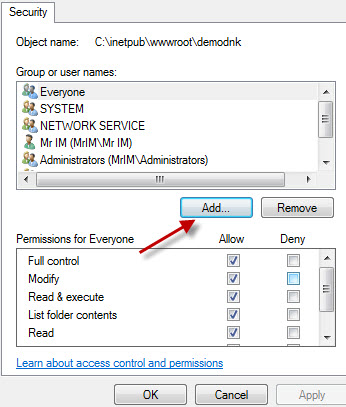 Security
Object name: C:\inetpub\wwwroot\demodnk
Group or user names:
Everyone
SYSTEM
NETWORK SERVICE
Mr IM (MrIM\Mr IM)
Administrators (MrIM\Administrators)
Add... Remove
Permissions for Everyone Allow Deny
Full control
Modify
Read & execute
List folder contents
Read
Learn about access control and permissions
OK Cancel Apply